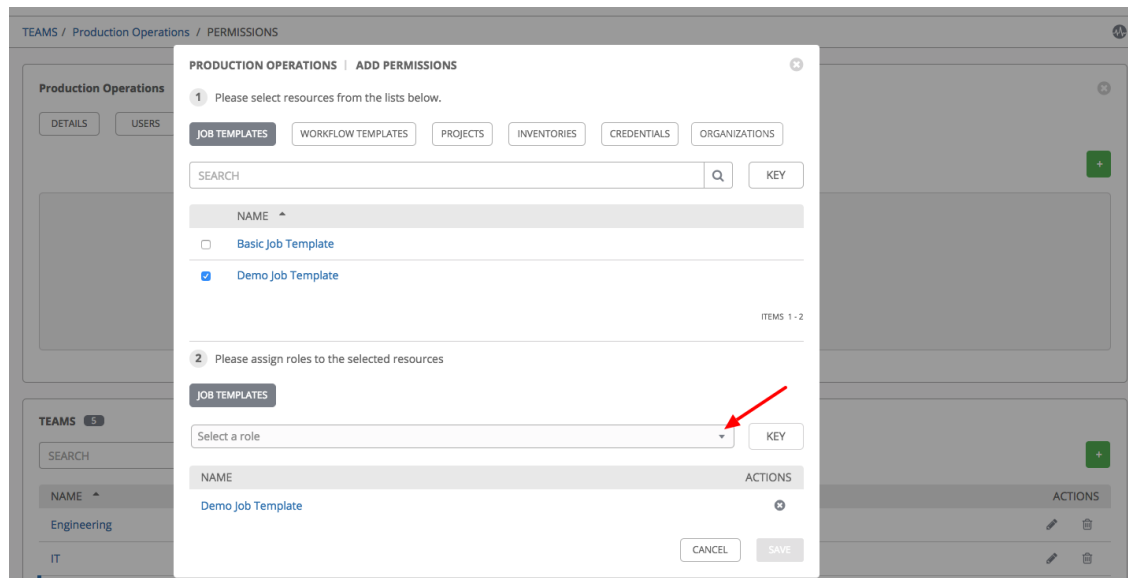 TEAMS / Production Operations / PERMISSIONS
Production Operations
DETAILS
USERS
PRODUCTION OPERATIONS | ADD PERMISSIONS
1 Please select resources from the lists below.
JOB TEMPLATES
WORKFLOW TEMPLATES
PROJECTS
INVENTORIES
CREDENTIALS
ORGANIZATIONS
SEARCH
KEY
NAME
Basic Job Template
Demo Job Template
ITEMS 1 - 2
2 Please assign roles to the selected resources
JOB TEMPLATES
Select a role
KEY
NAME ACTIONS
Demo Job Template
CANCEL
SAVE
+
TEAMS 5
SEARCH
+
NAME ACTIONS
Engineering
IT